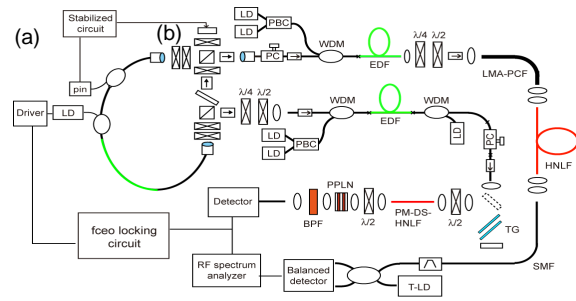 (a)
Stabilized
circuit
(b)
LD
LD
PBC
WDM
PC
EDF
λ/4
λ/2
LMA-PCF
pin
Driver
LD
λ/4
λ/2
WDM
EDF
WDM
LD
LD
PBC
LD
PC
HNLF
Detector
PPLN
BPF
λ/2
PM-DS-
HNLF
λ/2
TG
fceo locking
circuit
RF spectrum
analyzer
Balanced
detector
T-LD
SMF